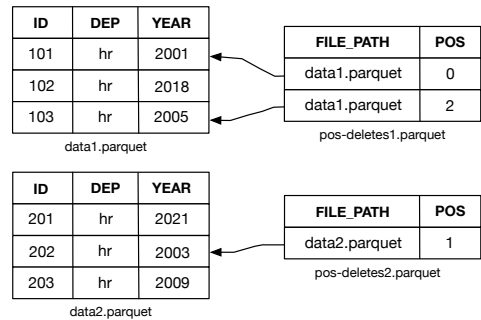 ID DEP YEAR
101 hr 2001
102 hr 2018
103 hr 2005
data1.parquet
FILE_PATH POS
data1.parquet 0
data1.parquet 2
pos-deletes1.parquet
ID DEP YEAR
201 hr 2021
202 hr 2003
203 hr 2009
data2.parquet
FILE_PATH POS
data2.parquet 1
pos-deletes2.parquet